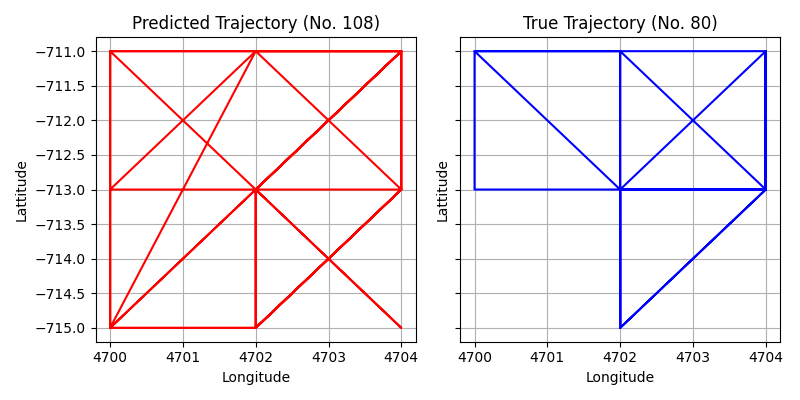 Predicted Trajectory (No. 108)
True Trajectory (No. 80)
−711.0
−711.5
−712.0
−712.5
−713.0
−713.5
−714.0
−714.5
−715.0
Lattitude
Lattitude
4700 4701 4702 4703 4704
4700 4701 4702 4703 4704
Longitude
Longitude